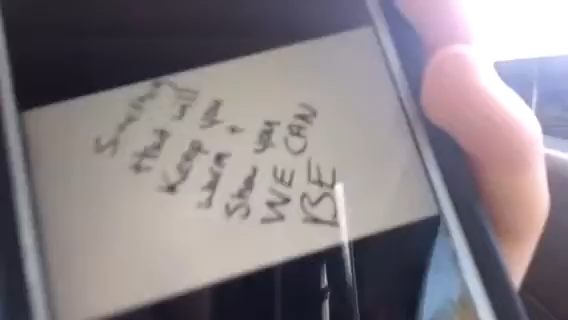 Something
that will
Keep you
warm +
Show you
WE CAN
BE